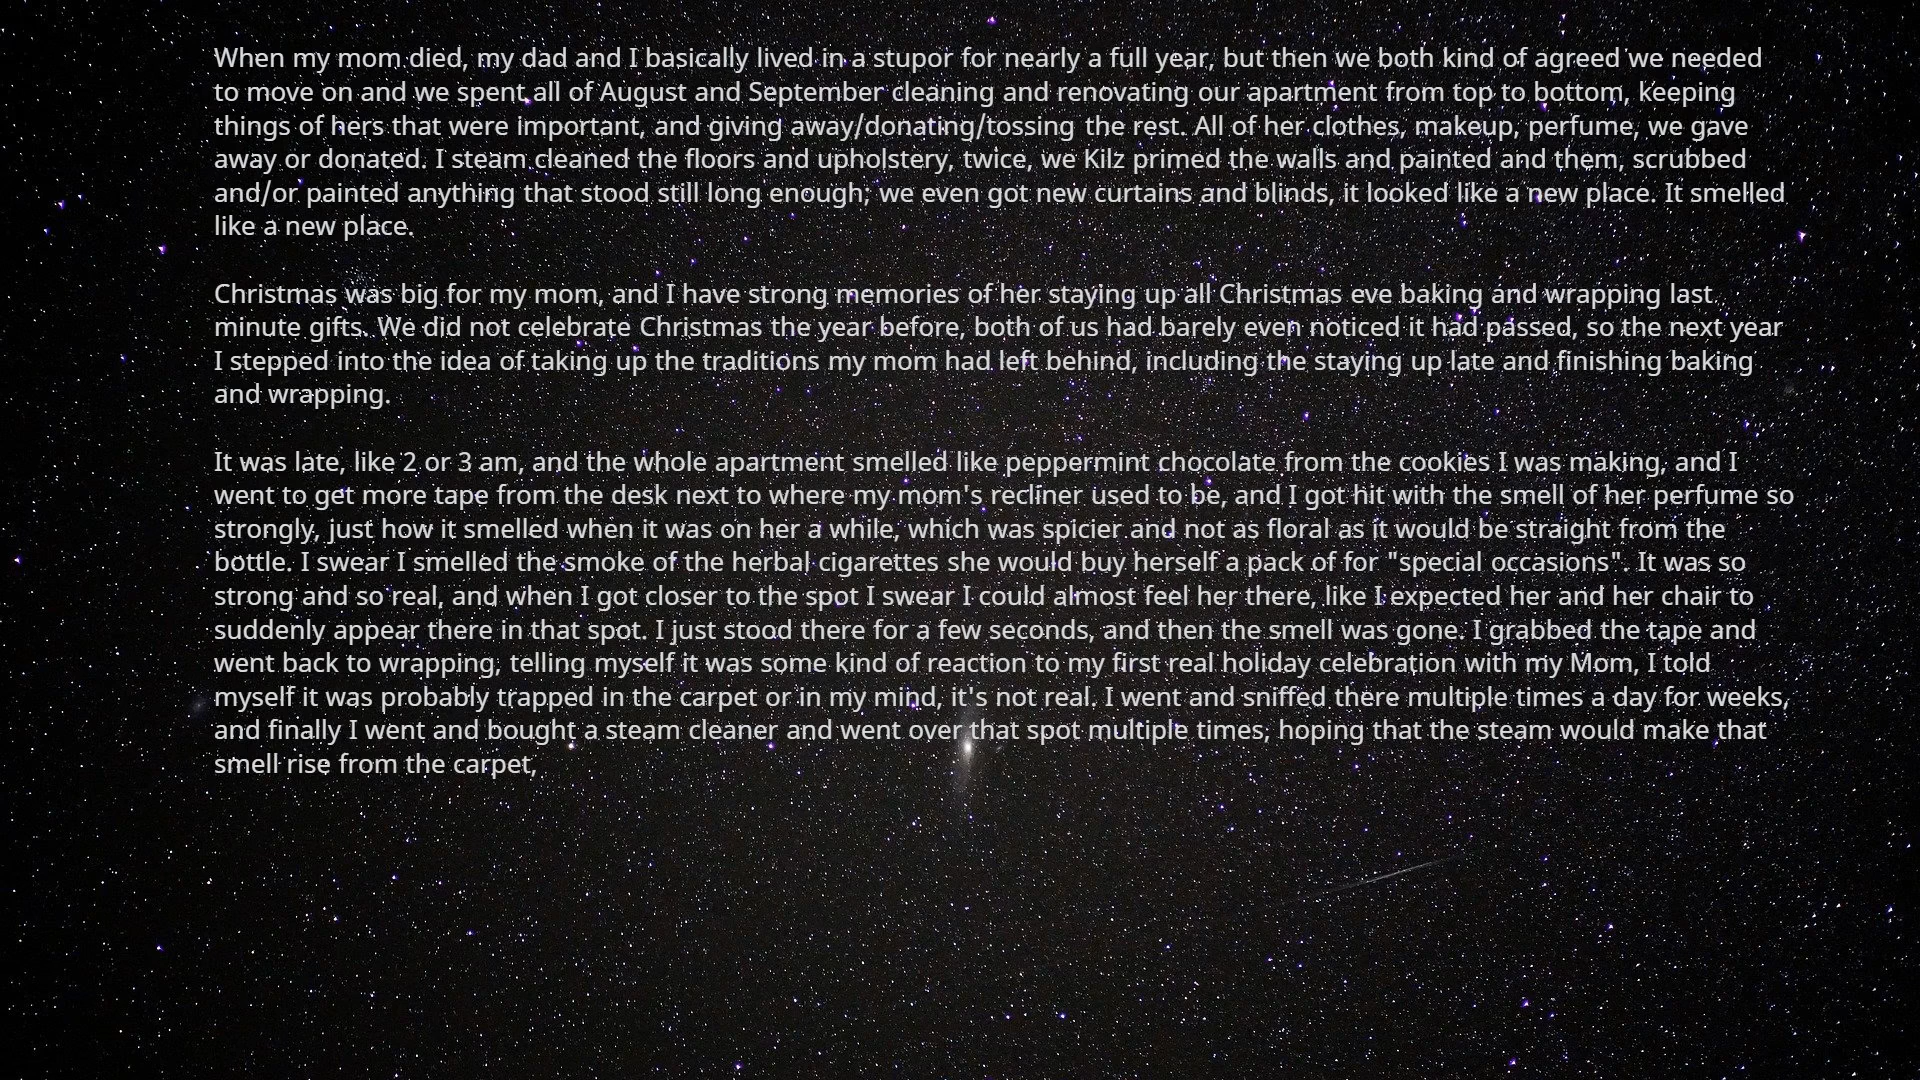 When my mom died, my dad and I basically lived in a stupor for nearly a full year, but then we both kind of agreed we needed
to move on and we spent all of August and September cleaning and renovating our apartment from top to bottom, keeping
things of hers that were important, and giving away/donating/tossing the rest. All of her clothes, makeup, perfume, we gave
away or donated. I steam cleaned the floors and upholstery, twice, we Kilz primed the walls and painted and them, scrubbed
and/or painted anything that stood still long enough; we even got new curtains and blinds, it looked like a new place. It smelled
like a new place.
Christmas was big for my mom, and I have strong memories of her staying up all Christmas eve baking and wrapping last
minute gifts. We did not celebrate Christmas the year before, both of us had barely even noticed it had passed, so the next year
I stepped into the idea of taking up the traditions my mom had left behind, including the staying up late and finishing baking
and wrapping.
It was late, like 2 or 3 am, and the whole apartment smelled like peppermint chocolate from the cookies I was making, and I
went to get more tape from the desk next to where my mom's recliner used to be, and I got hit with the smell of her perfume so
strongly, just how it smelled when it was on her a while, which was spicier and not as floral as it would be straight from the
bottle. I swear I smelled the smoke of the herbal cigarettes she would buy herself a pack of for "special occasions". It was so
strong and so real, and when I got closer to the spot I swear I could almost feel her there, like I expected her and her chair to
suddenly appear there in that spot. I just stood there for a few seconds, and then the smell was gone. I grabbed the tape and
went back to wrapping, telling myself it was some kind of reaction to my first real holiday celebration with my Mom, I told
myself it was probably trapped in the carpet or in my mind, it's not real. I went and sniffed there multiple times a day for weeks,
and finally I went and bought a steam cleaner and went over that spot multiple times, hoping that the steam would make that
smell rise from the carpet,